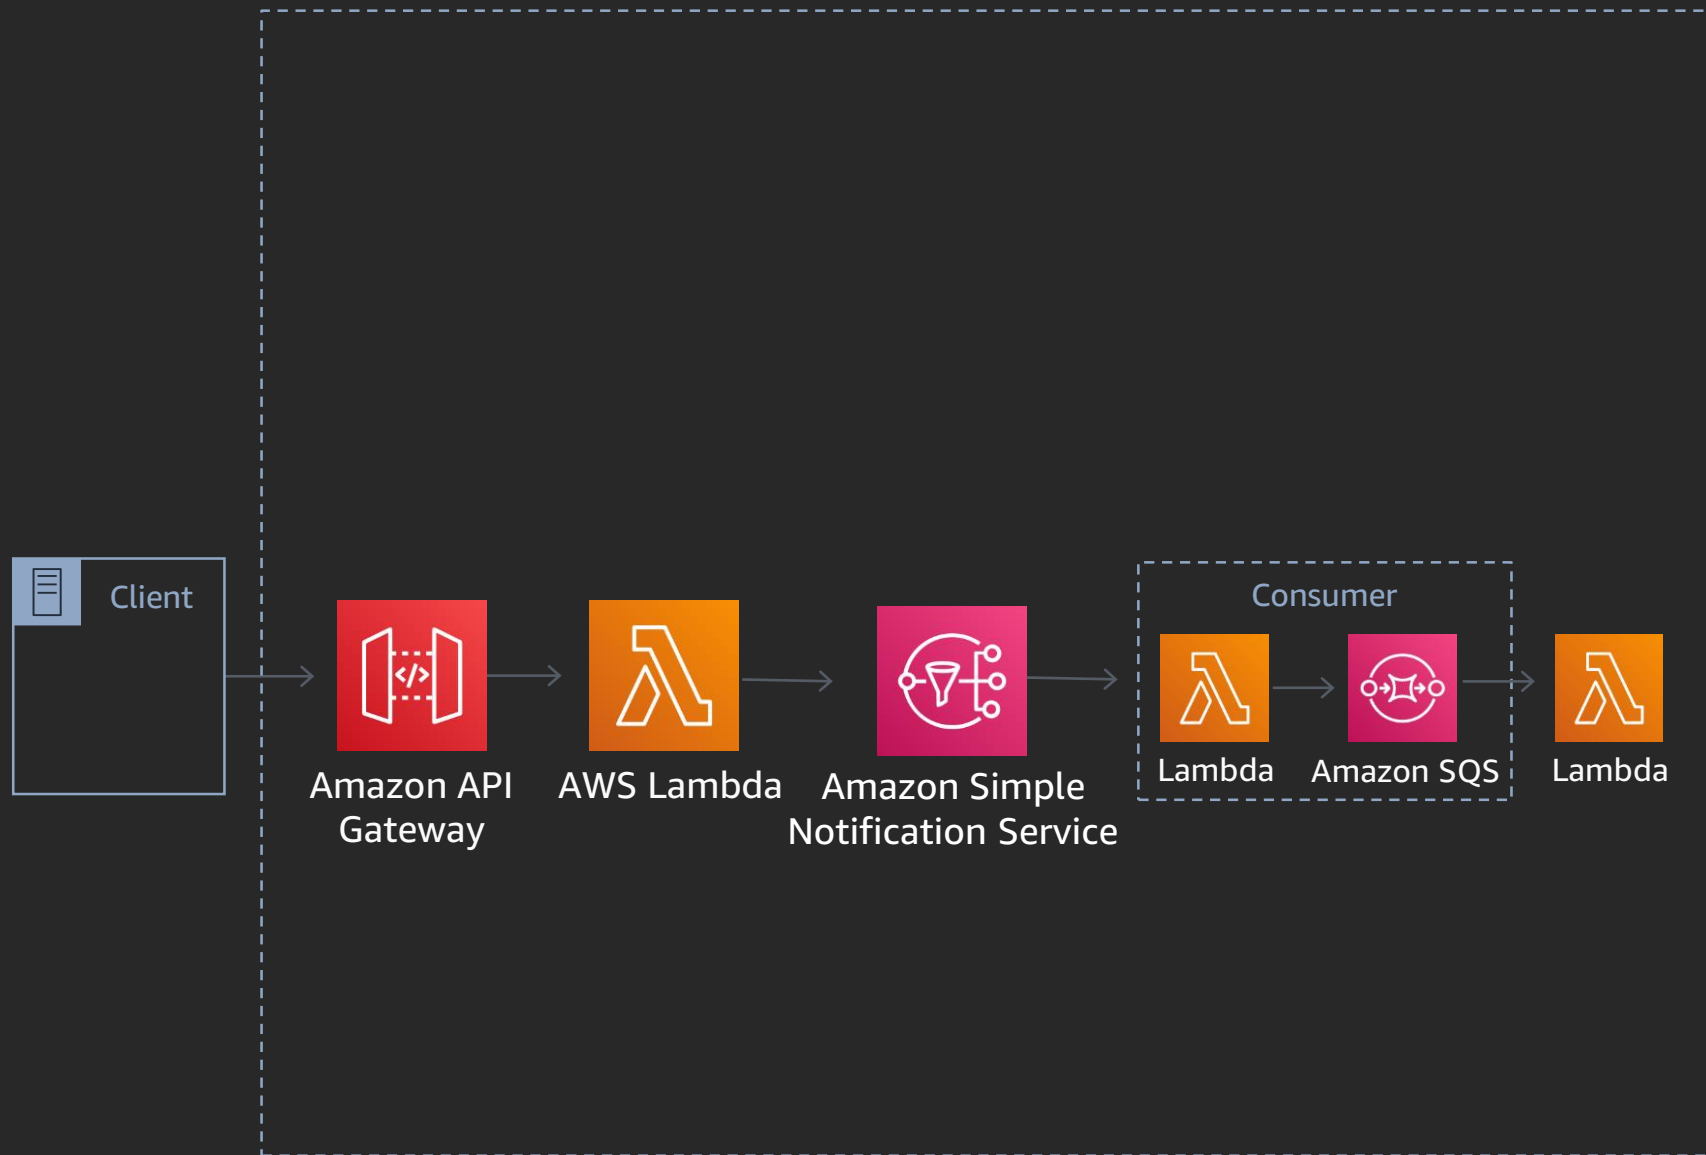 Client
Amazon API
Gateway
AWS Lambda
Amazon Simple
Notification Service
Consumer
Lambda
Amazon SQS
Lambda